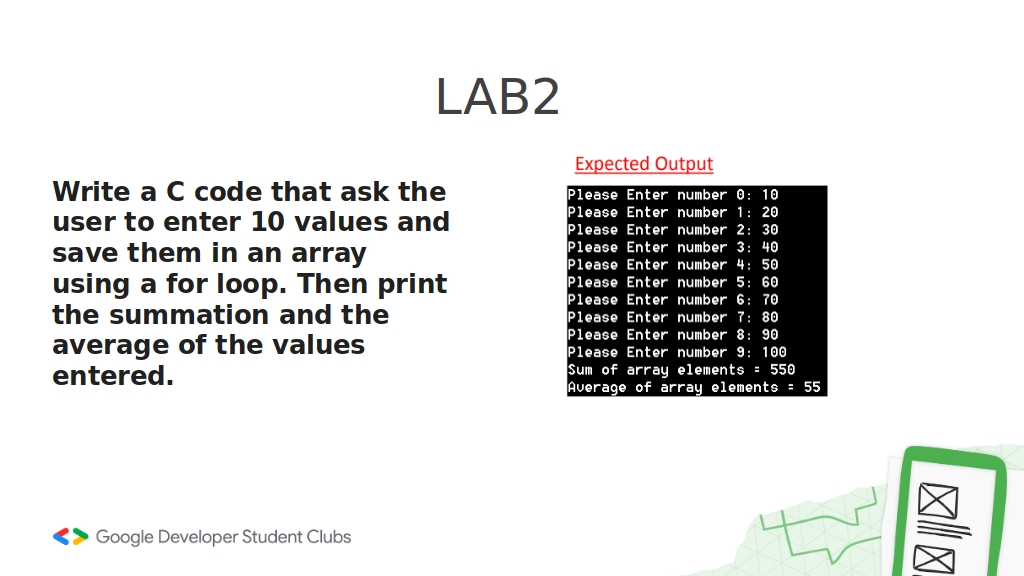 LAB2
Write a C code that ask the
user to enter 10 values and
save them in an array
using a for loop. Then print
the summation and the
average of the values
entered.
Expected Output
Please Enter number 0: 10
Please Enter number 1: 20
Please Enter number 2: 30
Please Enter number 3: 40
Please Enter number 4: 50
Please Enter number 5: 60
Please Enter number 6: 70
Please Enter number 7: 80
Please Enter number 8: 90
Please Enter number 9: 100
Sum of array elements = 550
Average of array elements = 55
Google Developer Student Clubs